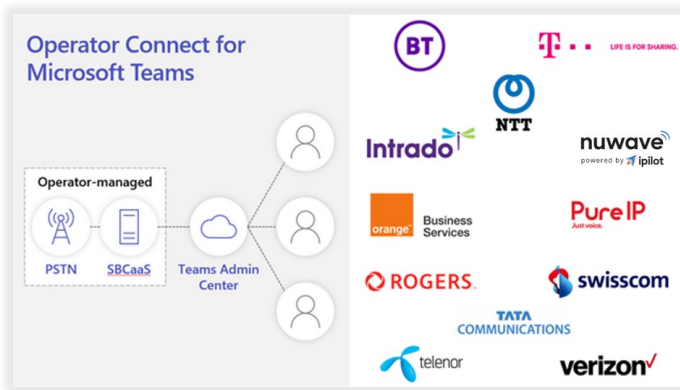 Operator Connect for
Microsoft Teams
Operator-managed
PSTN
SBCaaS
Teams Admin
Center
BT
T
LIFE IS FOR SHARING.
NTT
Intrado
nuwave
powered by ipilot
orange
Business
Services
Pure IP
Just voice.
ROGERS
swisscom
TATA
COMMUNICATIONS
telenor
verizon